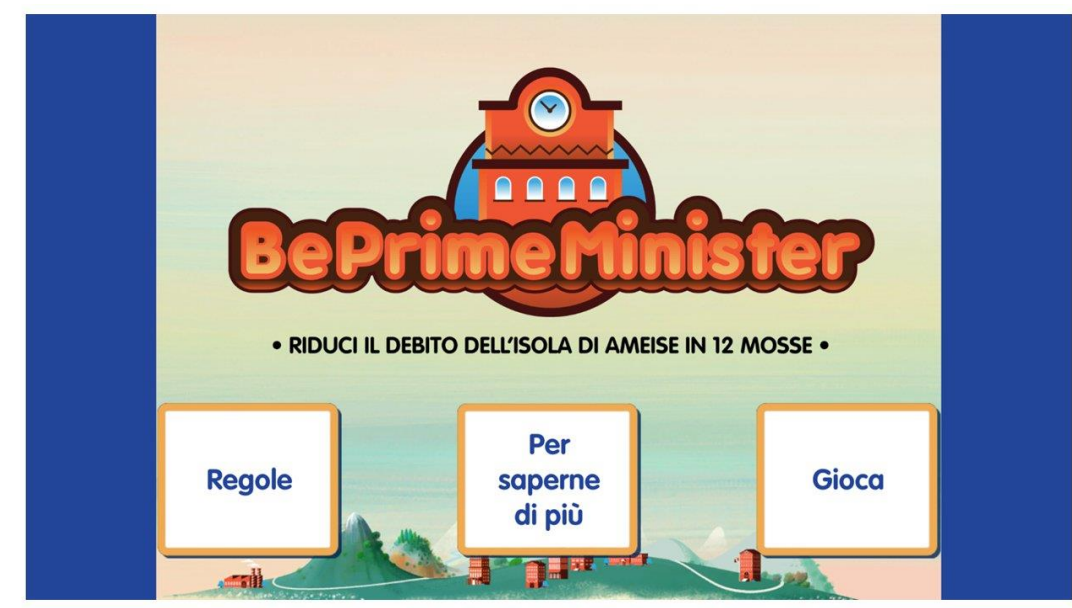 BePrimeMinister
• RIDUCI IL DEBITO DELL'ISOLA DI AMEISE IN 12 MOSSE •
Regole
Per
saperne
di più
Gioca